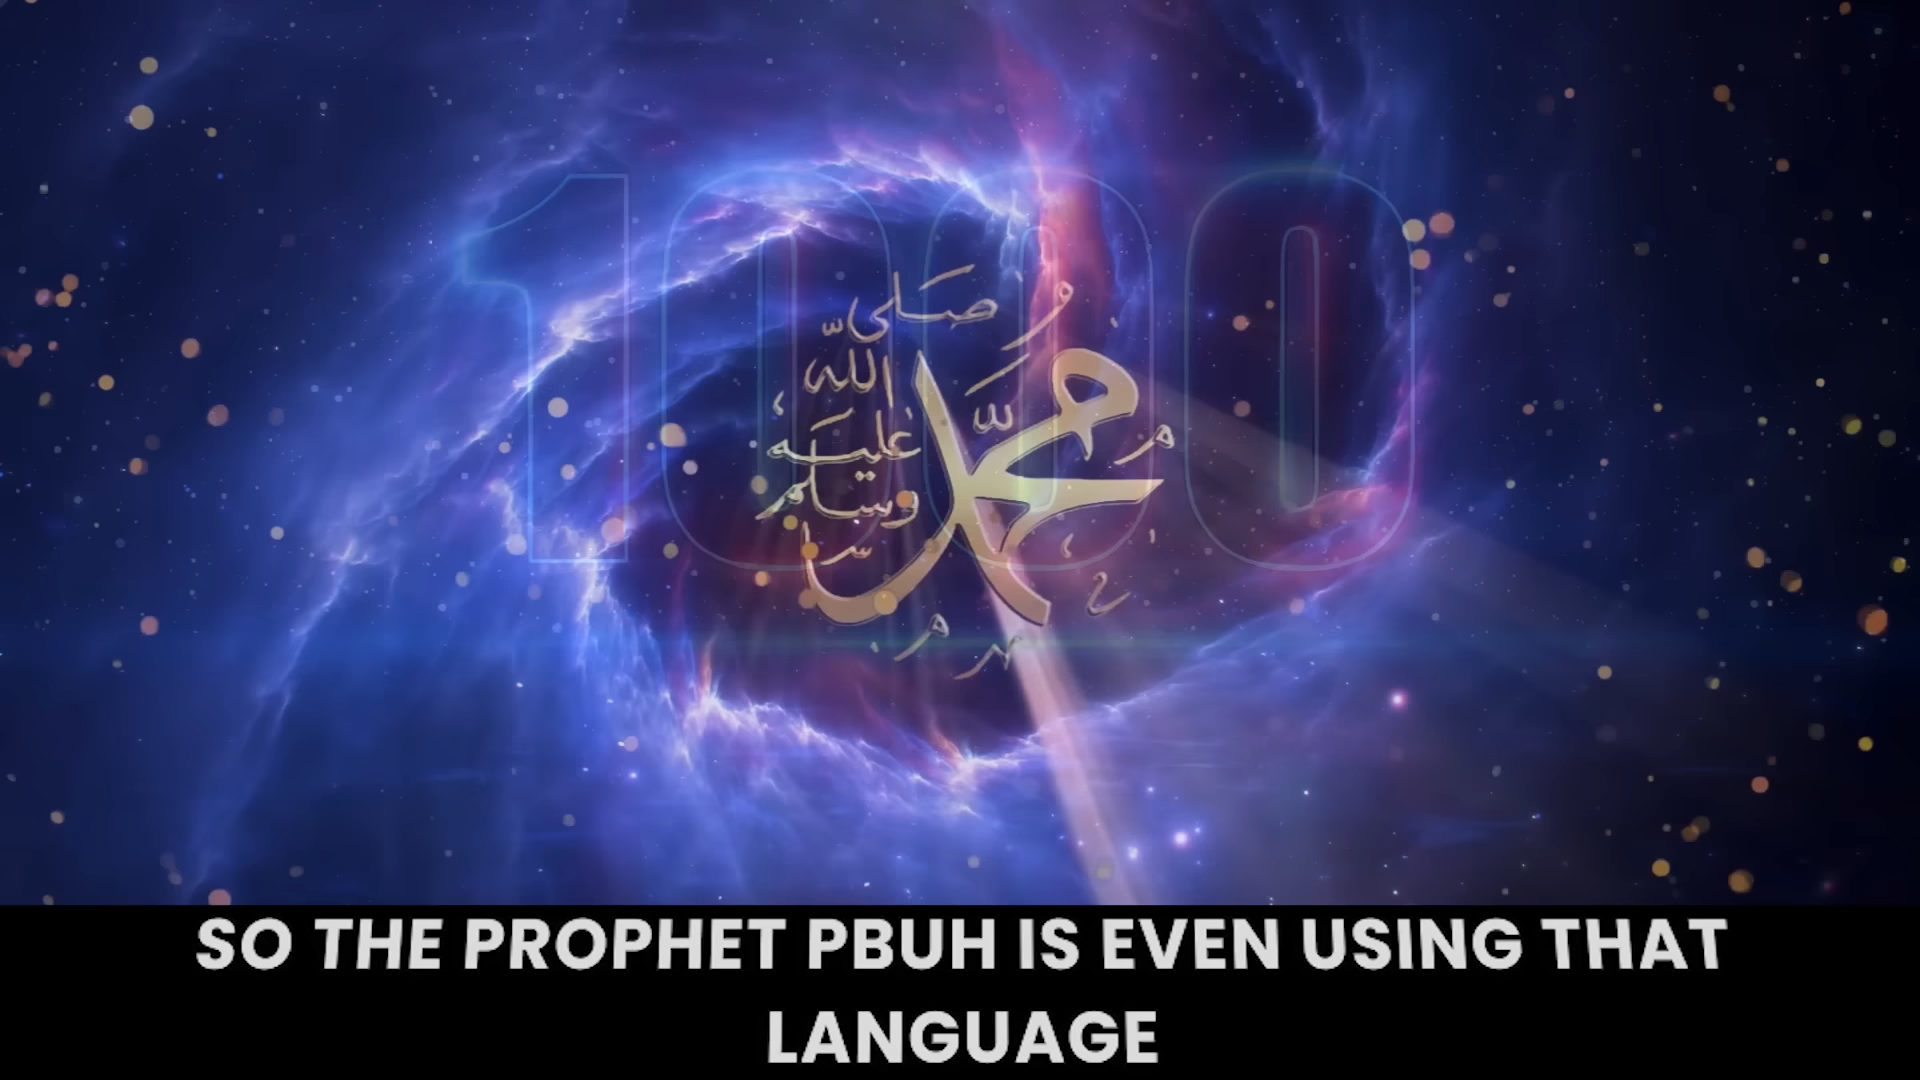 1000
صلى
الله
عليه
وسلم
محمد
SO THE PROPHET PBUH IS EVEN USING THAT
LANGUAGE